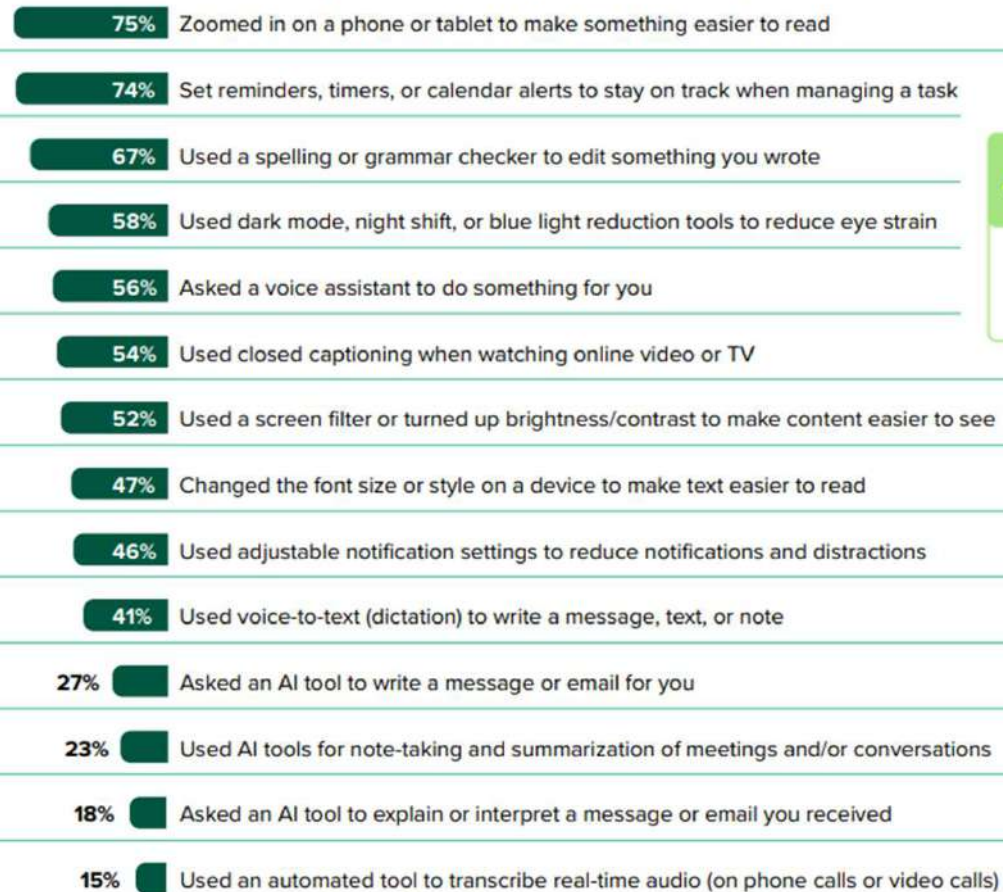 75% Zoomed in on a phone or tablet to make something easier to read
74% Set reminders, timers, or calendar alerts to stay on track when managing a task
67% Used a spelling or grammar checker to edit something you wrote
58% Used dark mode, night shift, or blue light reduction tools to reduce eye strain
56% Asked a voice assistant to do something for you
54% Used closed captioning when watching online video or TV
52% Used a screen filter or turned up brightness/contrast to make content easier to see
47% Changed the font size or style on a device to make text easier to read
46% Used adjustable notification settings to reduce notifications and distractions
41% Used voice-to-text (dictation) to write a message, text, or note
27% Asked an AI tool to write a message or email for you
23% Used AI tools for note-taking and summarization of meetings and/or conversations
18% Asked an AI tool to explain or interpret a message or email you received
15% Used an automated tool to transcribe real-time audio (on phone calls or video calls)